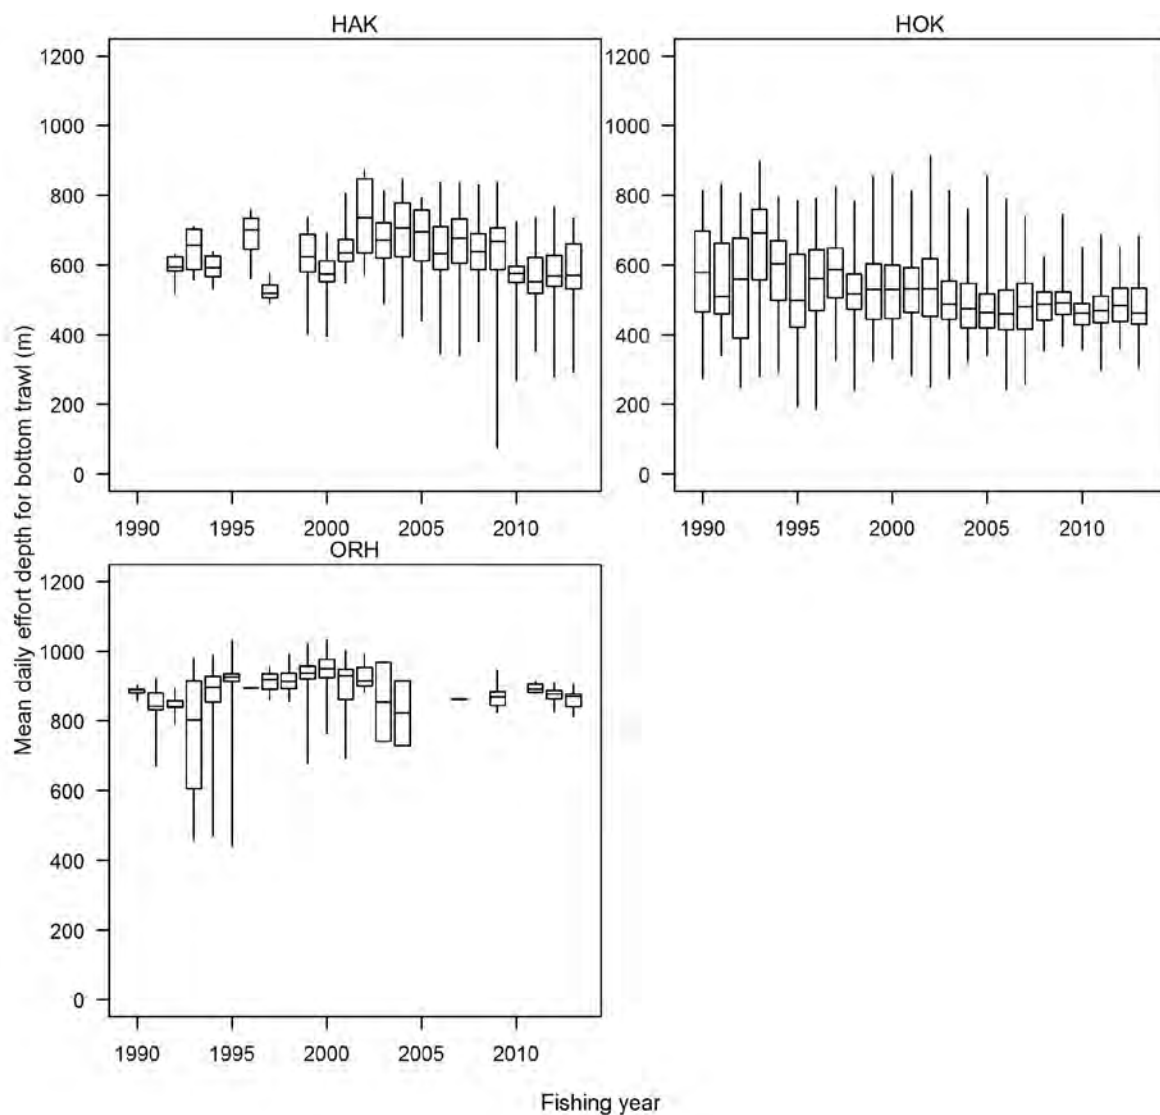 HAK HOK
1200 1200
1000 1000
800 800
600 600
400 400
200 200
0 0
1990 1995 2000 2005 2010 1990 1995 2000 2005 2010
ORH
1200
1000
800
600
400
200
0
1990 1995 2000 2005 2010
Mean daily effort depth for bottom trawl (m)
Fishing year